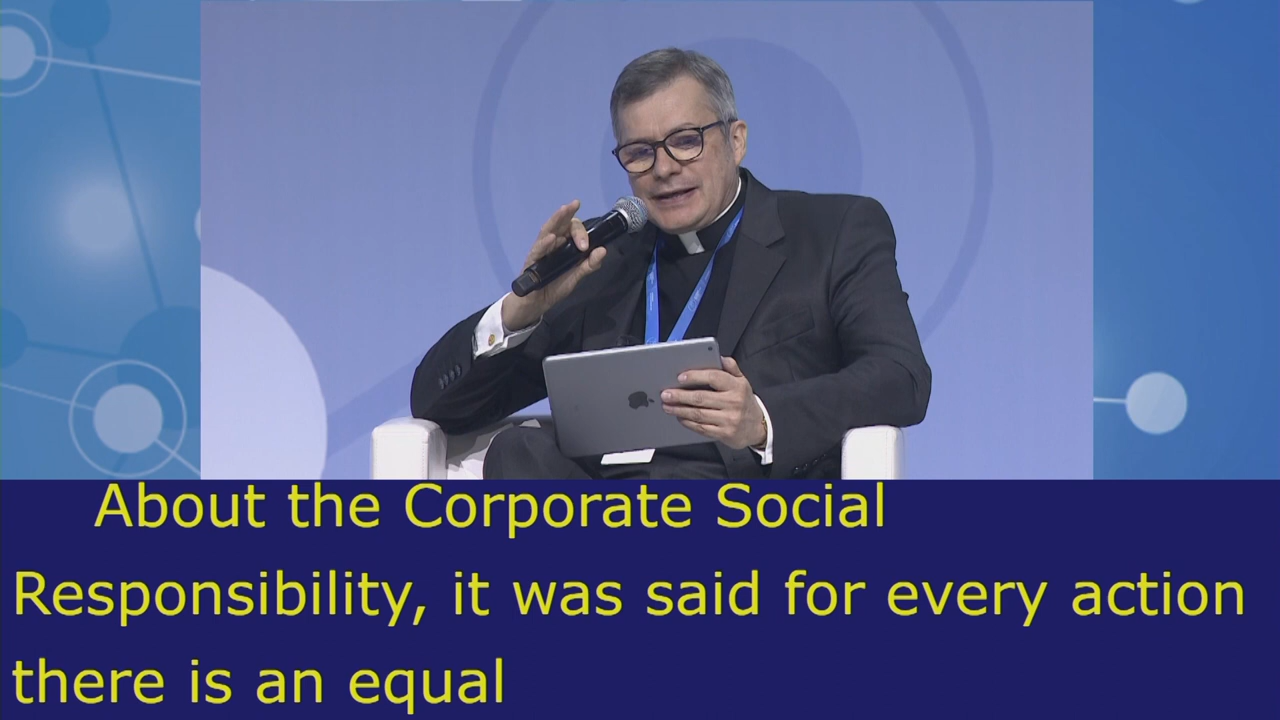 About the Corporate Social
Responsibility, it was said for every action
there is an equal